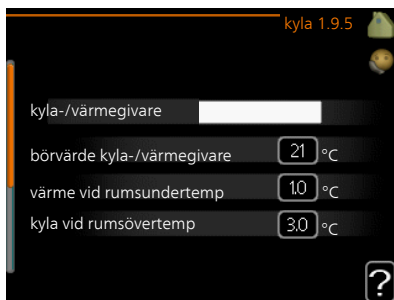 kyla 1.9.5
kyla-/värmegivare
börvärde kyla-/värmegivare 21 °C
värme vid rumsundertemp 1.0 °C
kyla vid rumsövertemp 3.0 °C
?